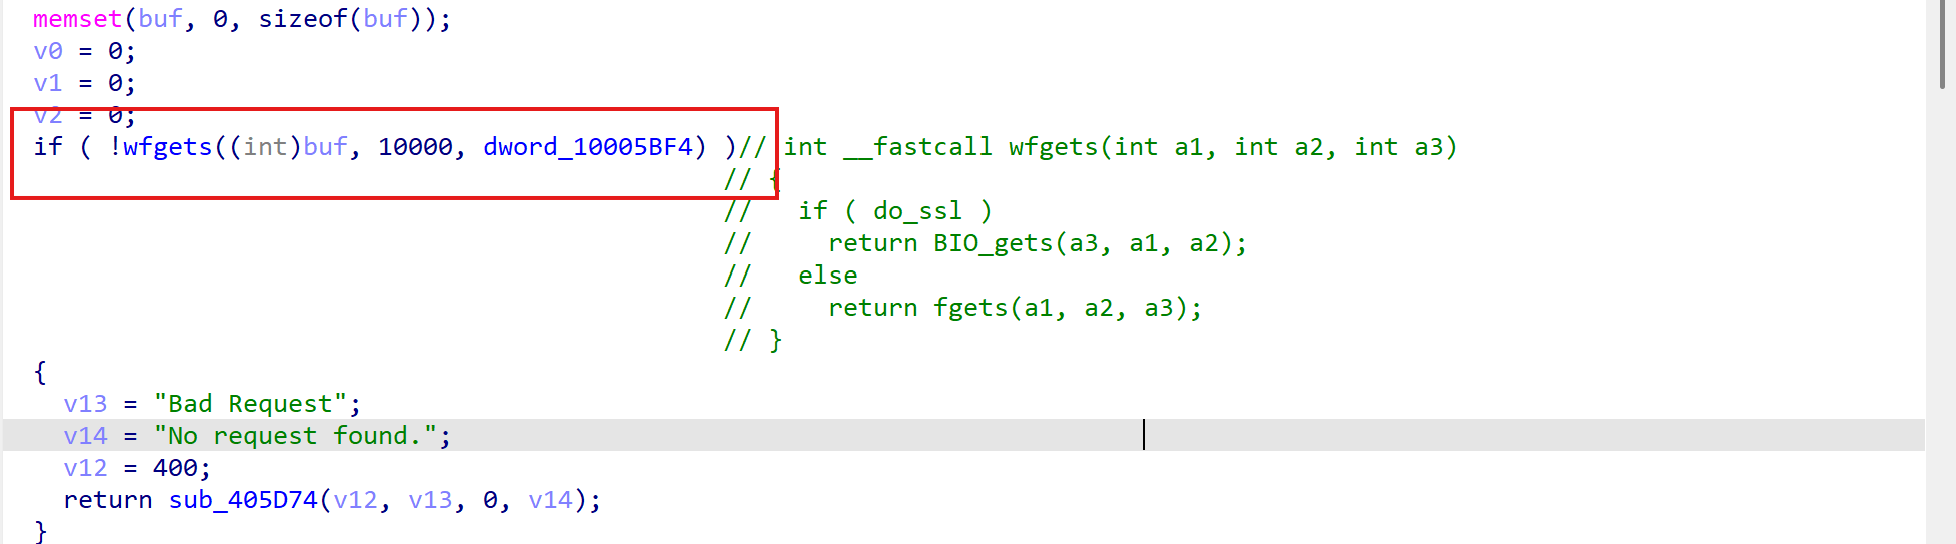 memset(buf, 0, sizeof(buf));
v0 = 0;
v1 = 0;
v2 = 0;
if ( !wfgets((int)buf, 10000, dword_10005BF4) )// int __fastcall wfgets(int a1, int a2, int a3)
// {
//   if ( do_ssl )
//     return BIO_gets(a3, a1, a2);
//   else
//     return fgets(a1, a2, a3);
// }
{
v13 = "Bad Request";
v14 = "No request found.";
v12 = 400;
return sub_405D74(v12, v13, 0, v14);
}